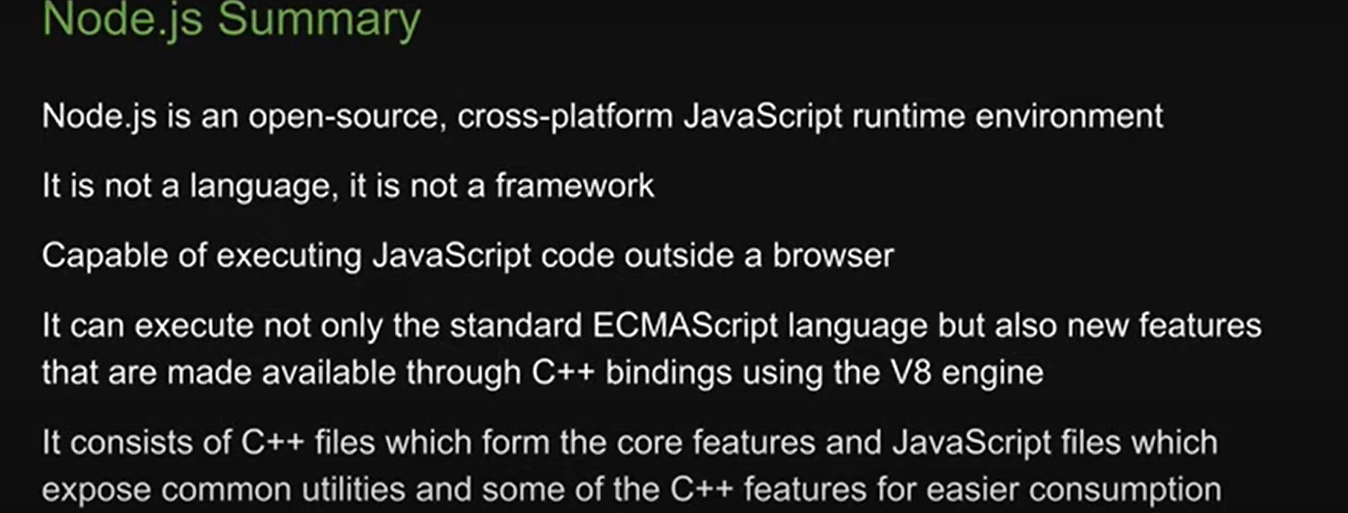 Node.js Summary
Node.js is an open-source, cross-platform JavaScript runtime environment
It is not a language, it is not a framework
Capable of executing JavaScript code outside a browser
It can execute not only the standard ECMAScript language but also new features
that are made available through C++ bindings using the V8 engine
It consists of C++ files which form the core features and JavaScript files which
expose common utilities and some of the C++ features for easier consumption